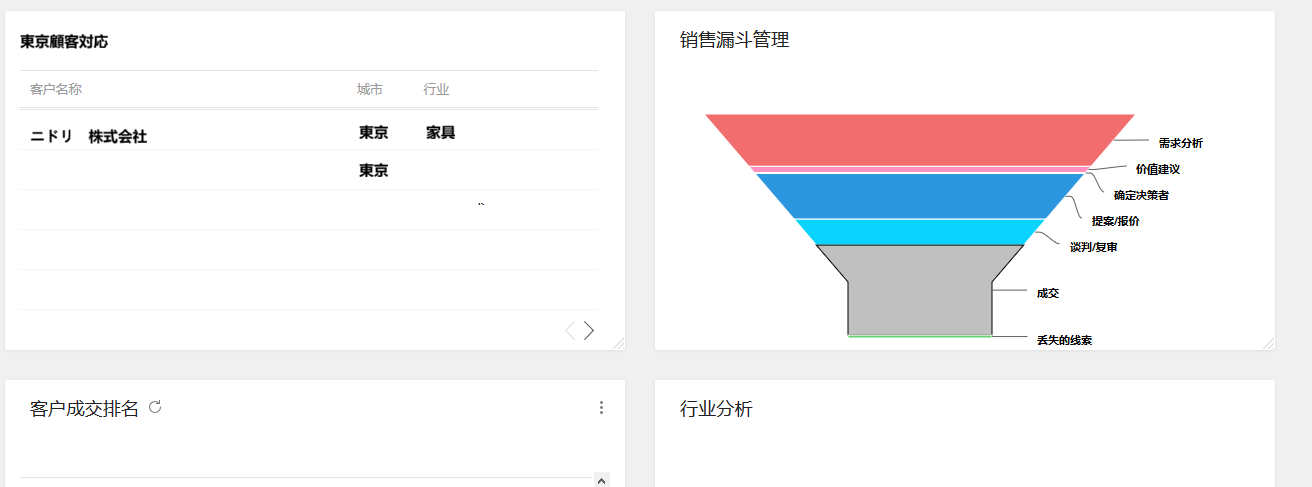 東京顧客対応
客户名称 城市 行业
ニドリ 株式会社 東京 家具
東京
销售漏斗管理
需求分析
价值建议
确定决策者
提案/报价
谈判/复审
成交
丢失的线索
客户成交排名
行业分析